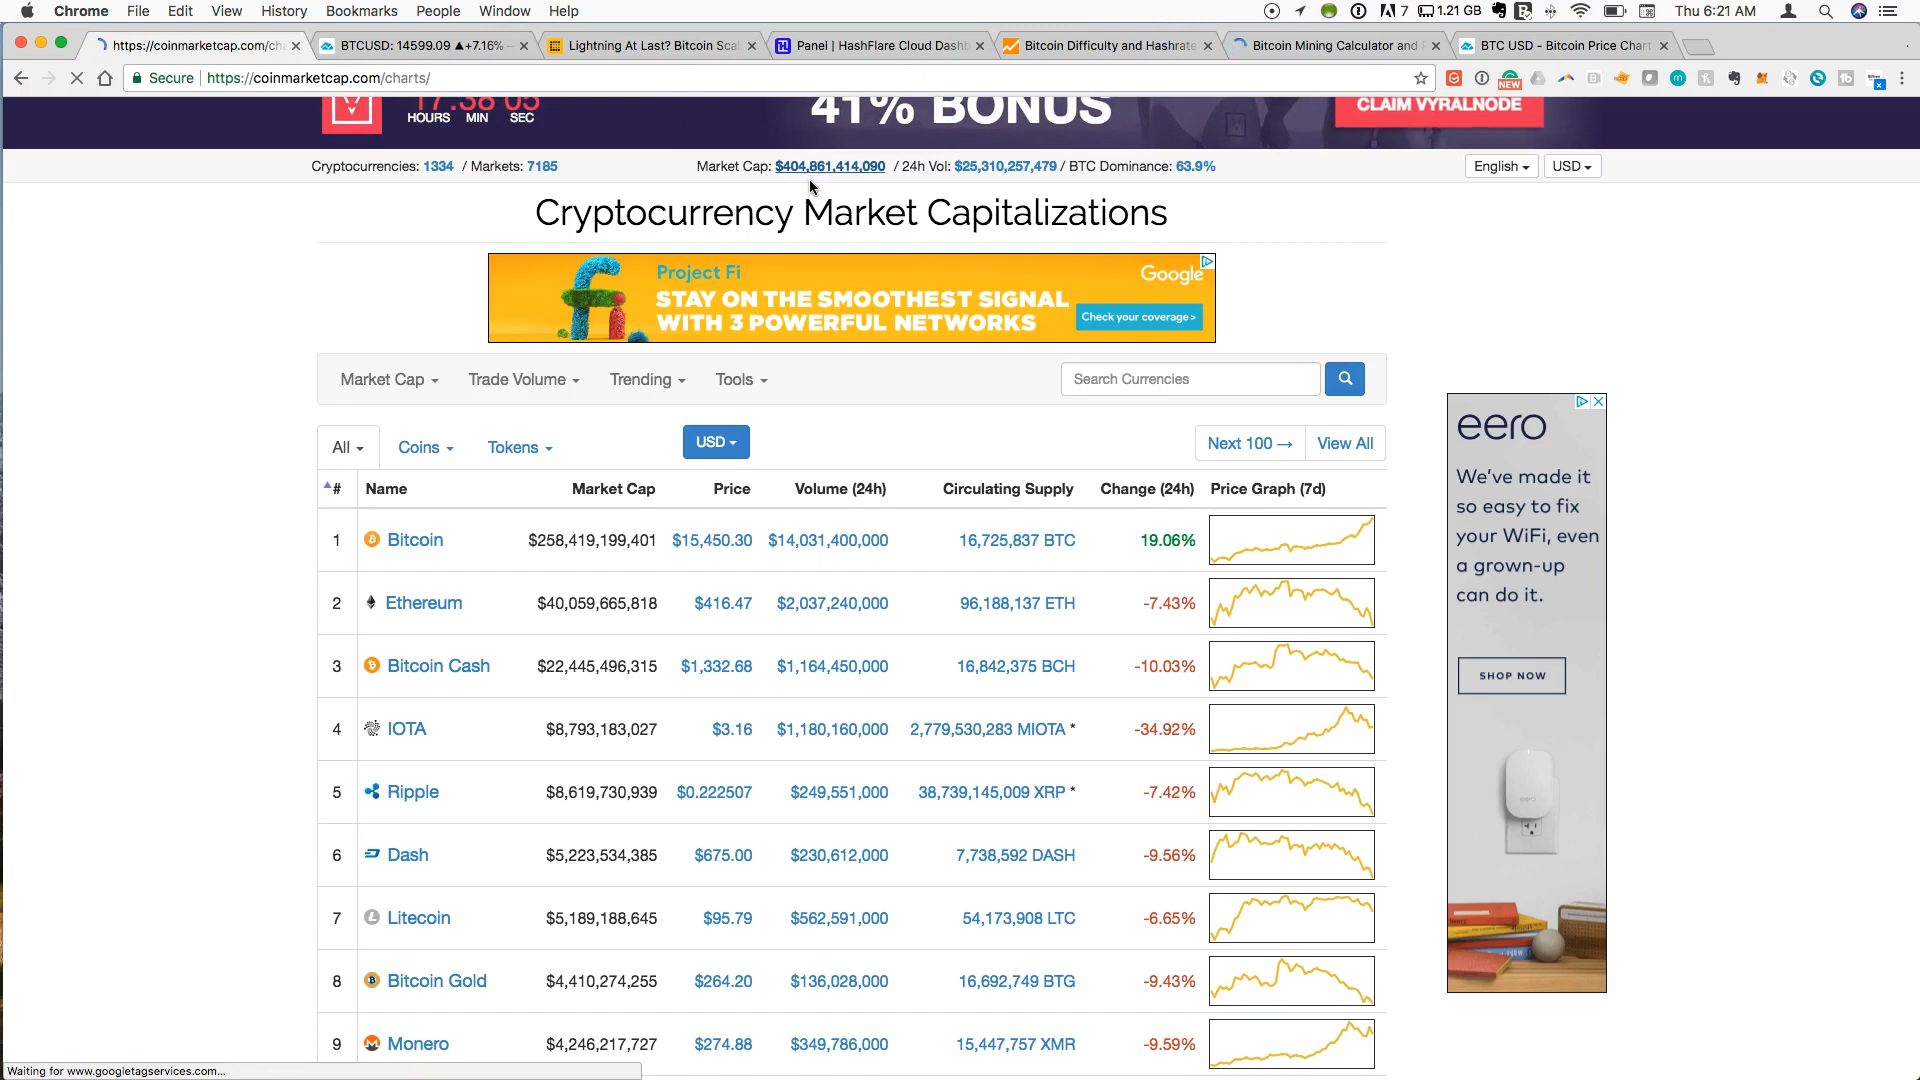 Chrome File Edit View History Bookmarks People Window Help 7 1.21 GB Thu 6:21 AM
https://coinmarketcap.com/cha BTCUSD: 14599.09 ▲+7.16% Lightning At Last? Bitcoin Sca Panel | HashFlare Cloud Dash Bitcoin Difficulty and Hashrate Bitcoin Mining Calculator and BTC USD - Bitcoin Price Chart
Secure https://coinmarketcap.com/charts/ NEW
17:38 05 41% BONUS CLAIM VYRALNODE
HOURS MIN SEC
Cryptocurrencies: 1334 / Markets: 7185 Market Cap: $404,861,414,090 / 24h Vol: $25,310,257,479 / BTC Dominance: 63.9% English USD
Cryptocurrency Market Capitalizations
Project Fi Google
STAY ON THE SMOOTHEST SIGNAL
WITH 3 POWERFUL NETWORKS Check your coverage >
Market Cap Trade Volume Trending Tools Search Currencies
All Coins Tokens USD Next 100 → View All
# Name Market Cap Price Volume (24h) Circulating Supply Change (24h) Price Graph (7d)
1 Bitcoin $258,419,199,401 $15,450.30 $14,031,400,000 16,725,837 BTC 19.06%
2 Ethereum $40,059,665,818 $416.47 $2,037,240,000 96,188,137 ETH -7.43%
3 Bitcoin Cash $22,445,496,315 $1,332.68 $1,164,450,000 16,842,375 BCH -10.03%
4 IOTA $8,793,183,027 $3.16 $1,180,160,000 2,779,530,283 MIOTA * -34.92%
5 Ripple $8,619,730,939 $0.222507 $249,551,000 38,739,145,009 XRP * -7.42%
6 Dash $5,223,534,385 $675.00 $230,612,000 7,738,592 DASH -9.56%
7 Litecoin $5,189,188,645 $95.79 $562,591,000 54,173,908 LTC -6.65%
8 Bitcoin Gold $4,410,274,255 $264.20 $136,028,000 16,692,749 BTG -9.43%
9 Monero $4,246,217,727 $274.88 $349,786,000 15,447,757 XMR -9.59%
eero
We've made it
so easy to fix
your WiFi, even
a grown-up
can do it.
SHOP NOW
eero
Waiting for www.googletagservices.com...